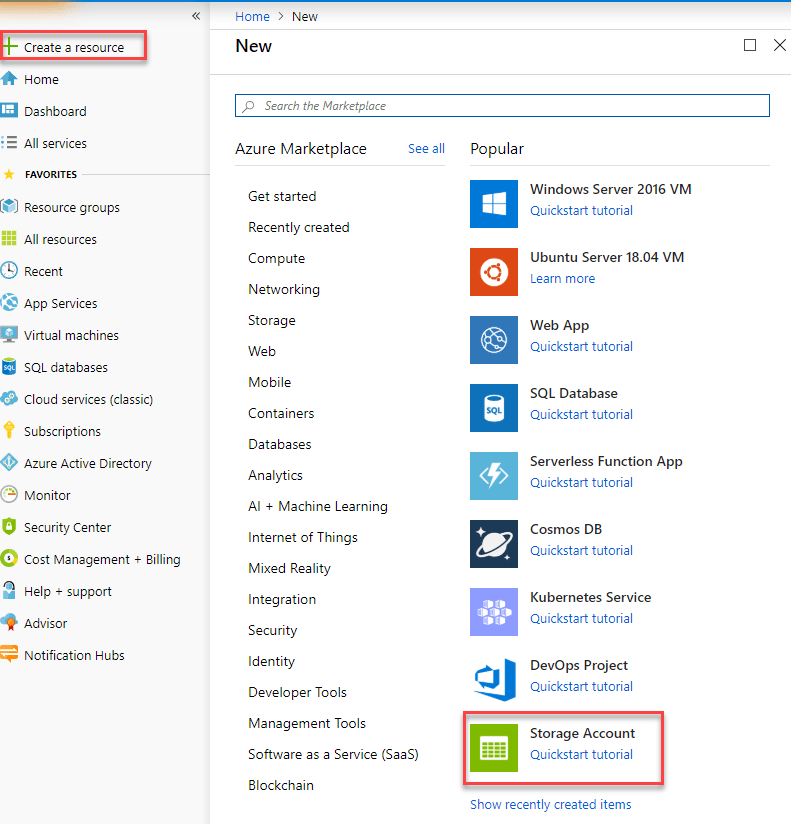 Create a resource
Home
Dashboard
All services
FAVORITES
Resource groups
All resources
Recent
App Services
Virtual machines
SQL databases
Cloud services (classic)
Subscriptions
Azure Active Directory
Monitor
Security Center
Cost Management + Billing
Help + support
Advisor
Notification Hubs
Home > New
New
Search the Marketplace
Azure Marketplace See all
Get started
Recently created
Compute
Networking
Storage
Web
Mobile
Containers
Databases
Analytics
AI + Machine Learning
Internet of Things
Mixed Reality
Integration
Security
Identity
Developer Tools
Management Tools
Software as a Service (SaaS)
Blockchain
Popular
Windows Server 2016 VM
Quickstart tutorial
Ubuntu Server 18.04 VM
Learn more
Web App
Quickstart tutorial
SQL
SQL Database
Quickstart tutorial
Serverless Function App
Quickstart tutorial
Cosmos DB
Quickstart tutorial
Kubernetes Service
Quickstart tutorial
DevOps Project
Quickstart tutorial
Storage Account
Quickstart tutorial
Show recently created items